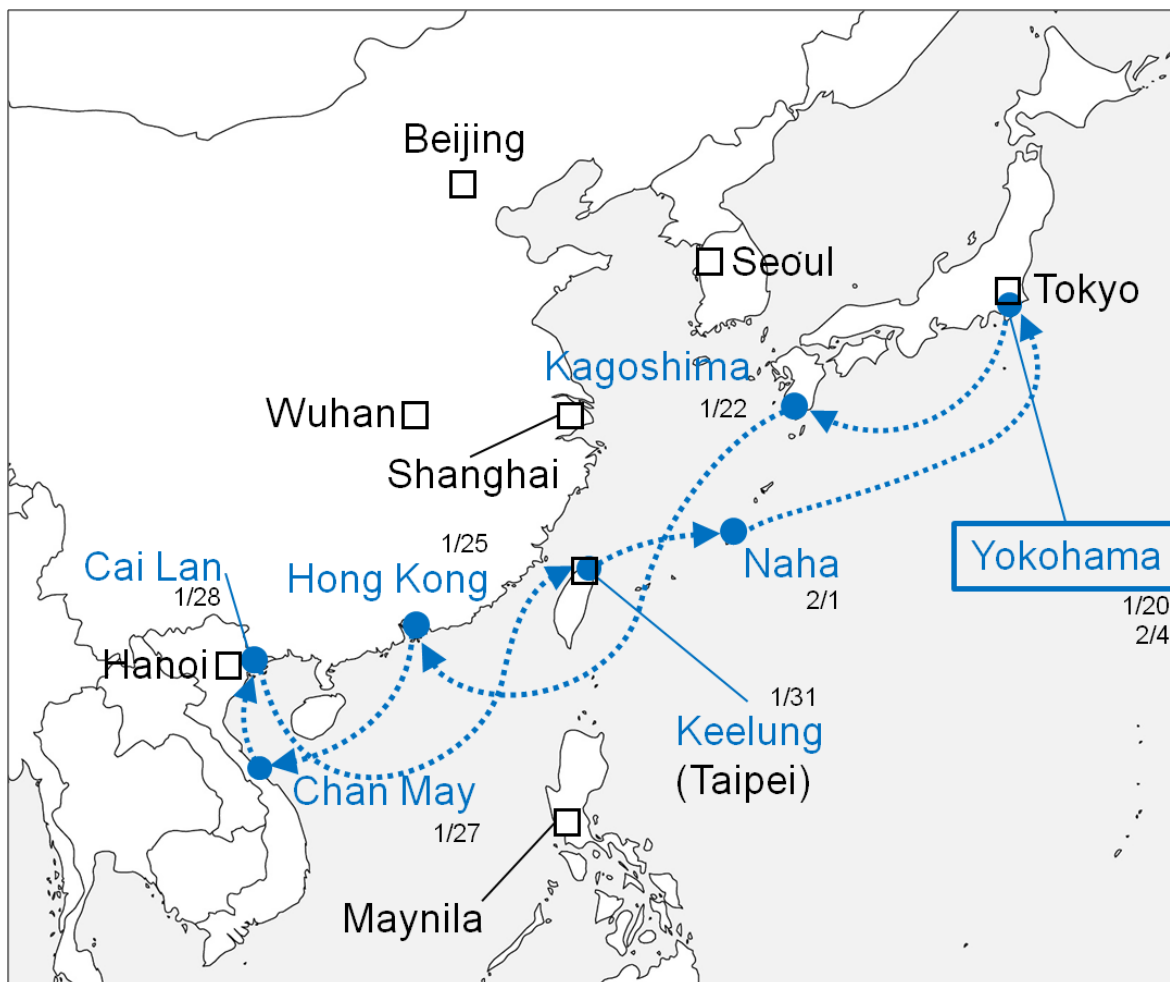 Beijing
Seoul
Tokyo
Kagoshima
1/22
Wuhan
Shanghai
1/25
Cai Lan
1/28
Hong Kong
Naha
2/1
Yokohama
1/20
2/4
Hanoi
1/31
Keelung
(Taipei)
Chan May
1/27
Maynila